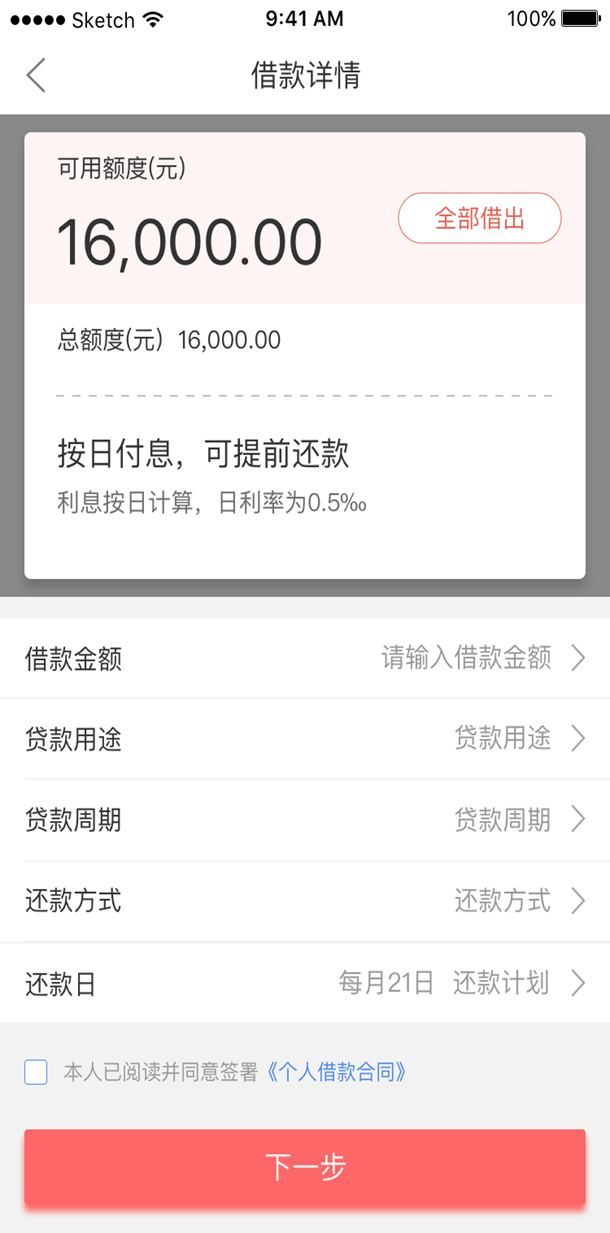 Sketch 9:41 AM 100%
借款详情
可用额度(元)
16,000.00
全部借出
总额度(元) 16,000.00
按日付息，可提前还款
利息按日计算，日利率为0.5‰
借款金额 请输入借款金额
贷款用途 贷款用途
贷款周期 贷款周期
还款方式 还款方式
还款日 每月21日 还款计划
本人已阅读并同意签署《个人借款合同》
下一步